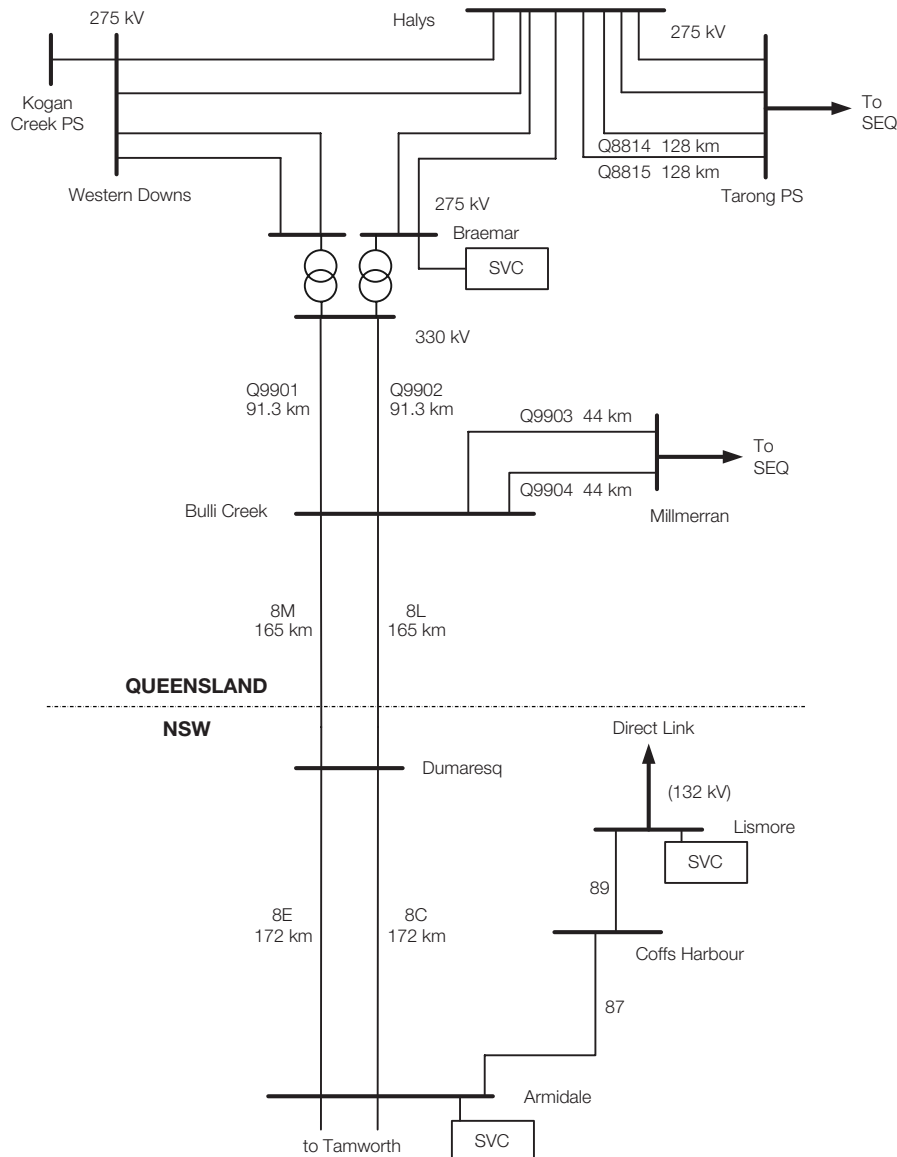 Halys
275 kV
275 kV
Kogan
Creek PS
To
SEQ
Q8814 128 km
Q8815 128 km
Western Downs
Tarong PS
275 kV
Braemar
SVC
330 kV
Q9901
91.3 km
Q9902
91.3 km
Q9903 44 km
To
SEQ
Q9904 44 km
Bulli Creek
Millmerran
8M
165 km
8L
165 km
QUEENSLAND
NSW
Direct Link
Dumaresq
(132 kV)
Lismore
SVC
89
8E
172 km
8C
172 km
Coffs Harbour
87
Armidale
to Tamworth
SVC